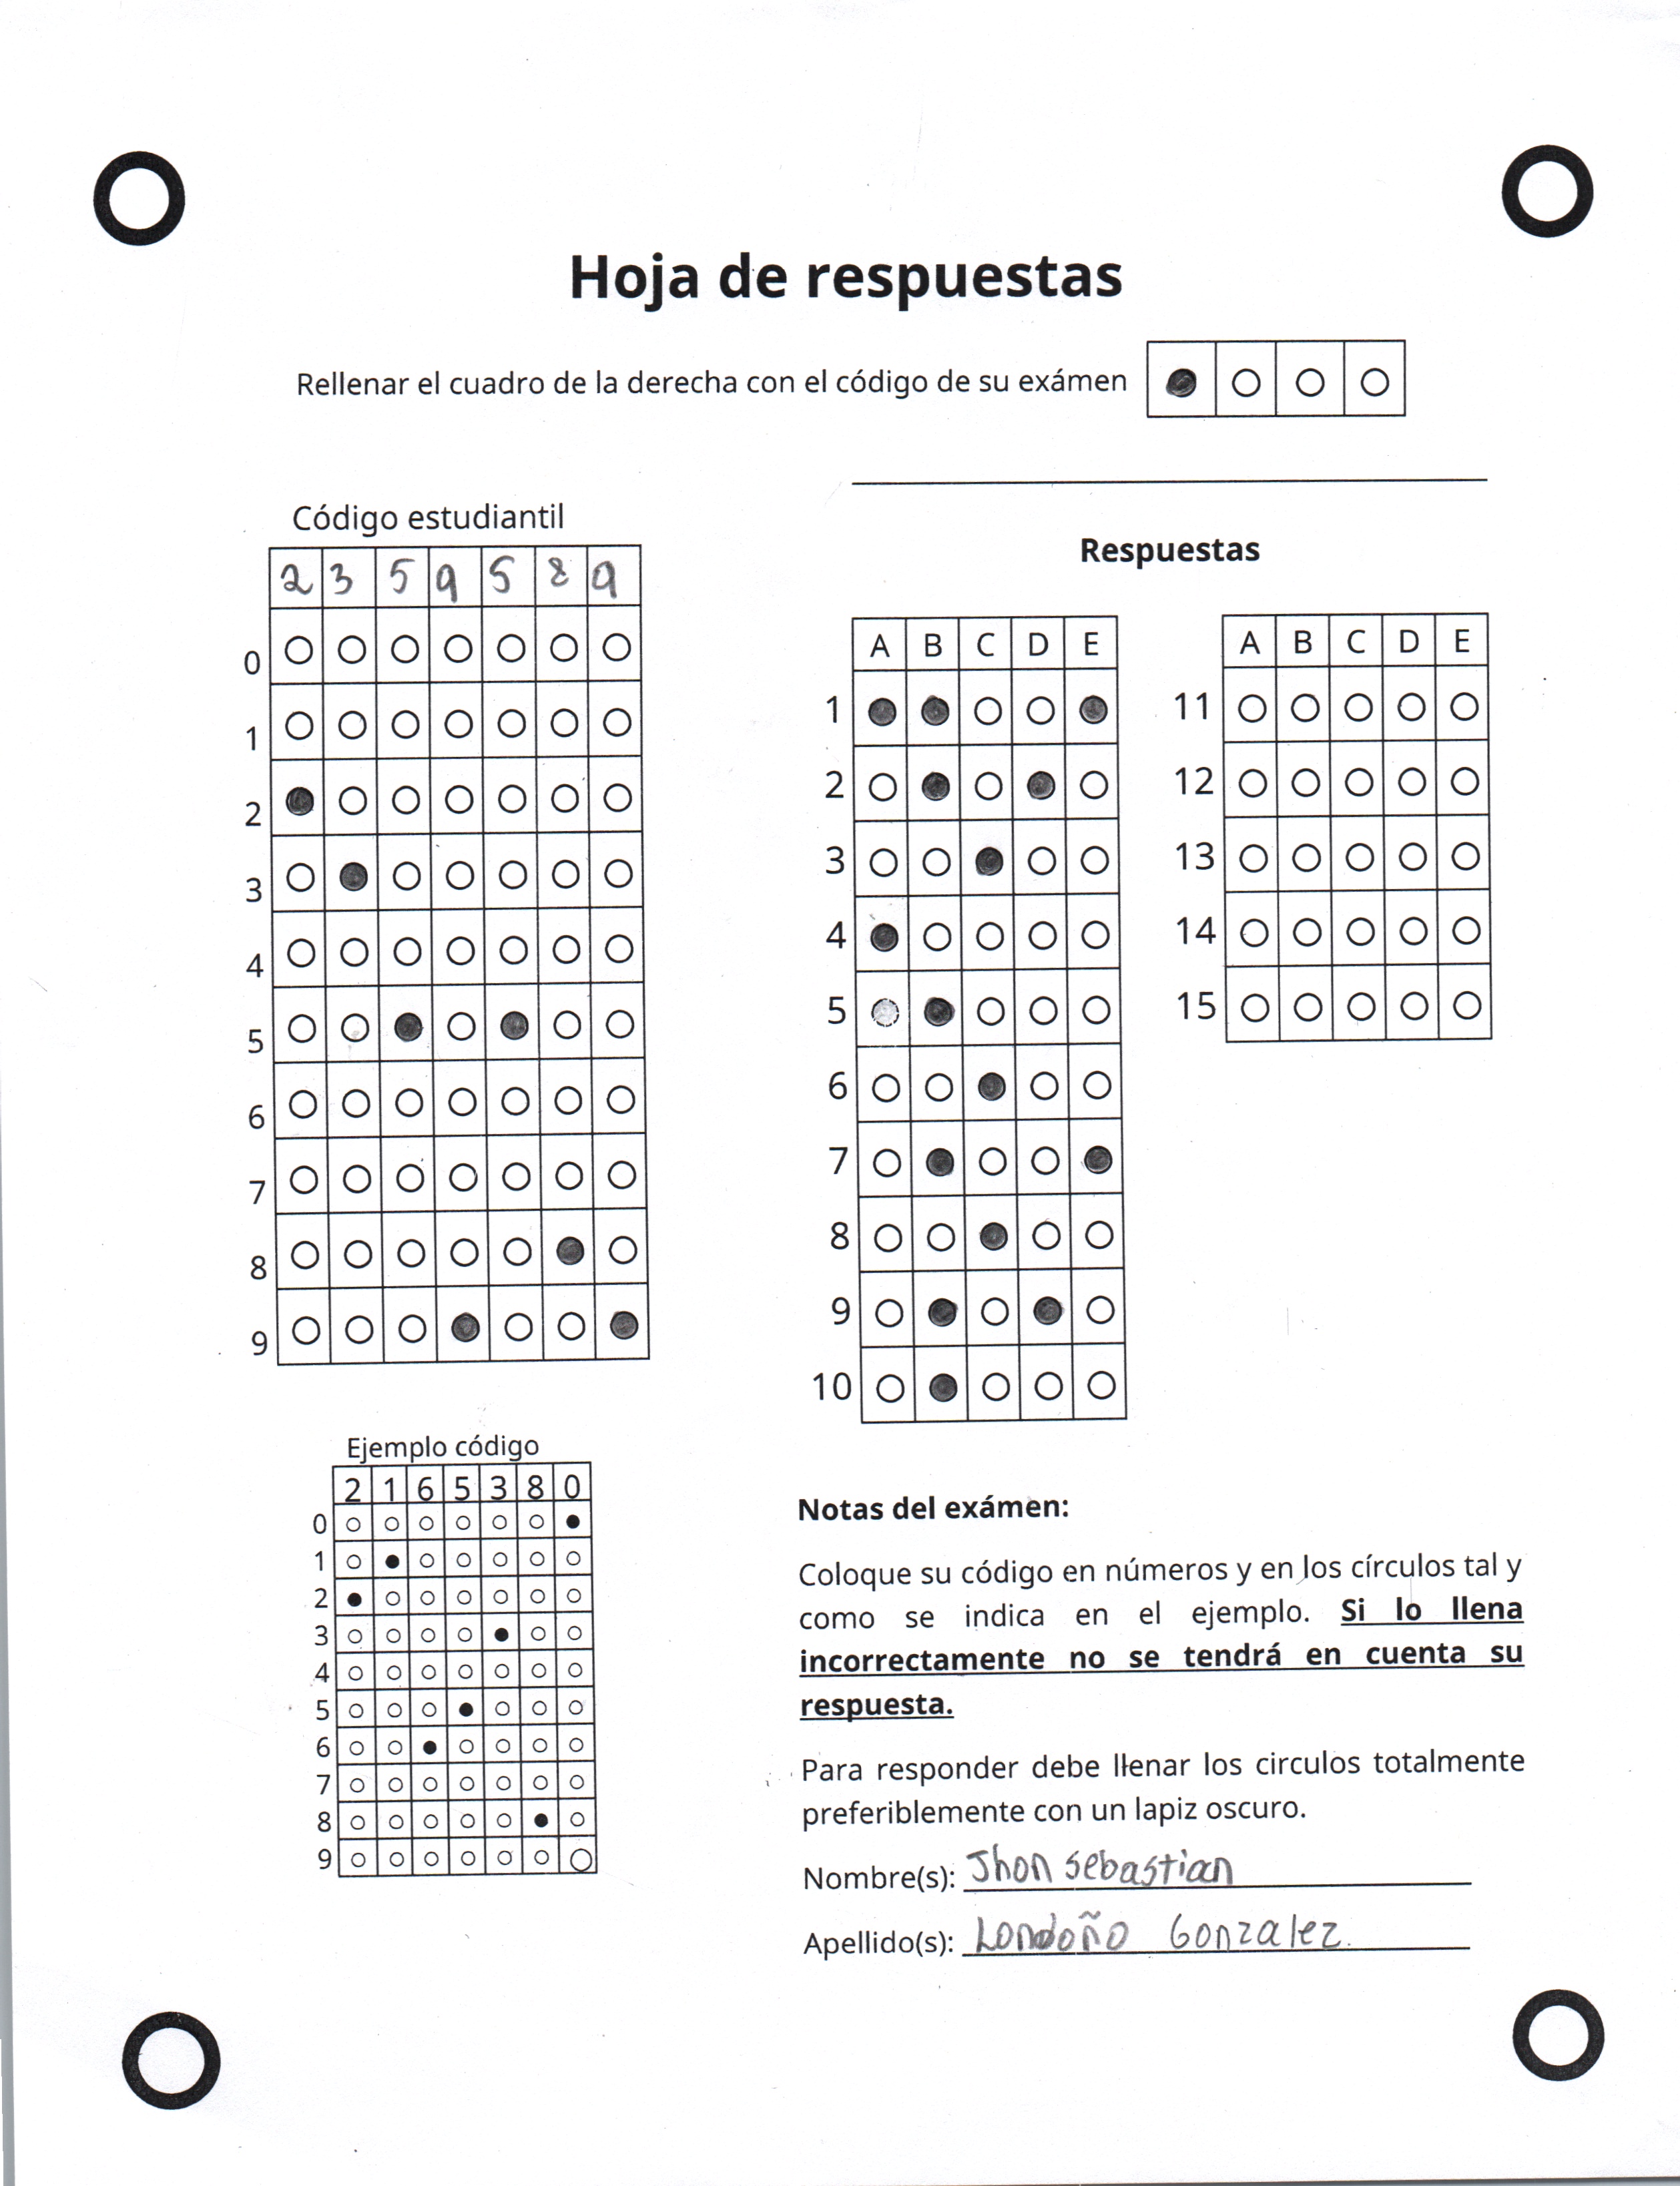 Hoja de respuestas
Rellenar el cuadro de la derecha con el código de su exámen
Código estudiantil
2 3 5 9 5 8 9
0
1
2
3
4
5
6
7
8
9
Respuestas
A B C D E
1
2
3
4
5
6
7
8
9
10
A B C D E
11
12
13
14
15
Ejemplo código
2 1 6 5 3 8 0
0
1
2
3
4
5
6
7
8
9
Notas del exámen:
Coloque su código en números y en los círculos tal y
como se indica en el ejemplo. Si lo llena
incorrectamente no se tendrá en cuenta su
respuesta.
Para responder debe llenar los circulos totalmente
preferiblemente con un lapiz oscuro.
Nombre(s): Jhon Sebastian
Apellido(s): Londoño Gonzalez.